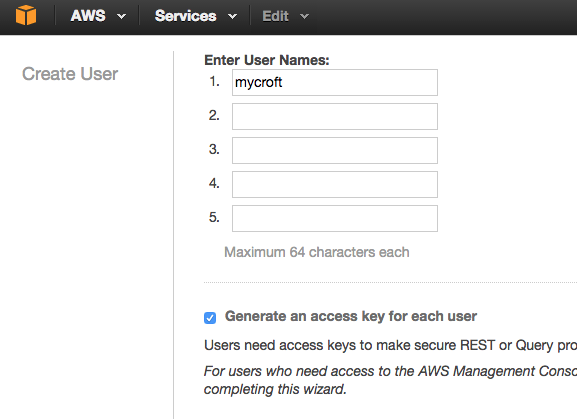 AWS Services Edit
Create User
Enter User Names:
1. mycroft
2.
3.
4.
5.
Maximum 64 characters each
Generate an access key for each user
Users need access keys to make secure REST or Query pro
For users who need access to the AWS Management Conso
completing this wizard.